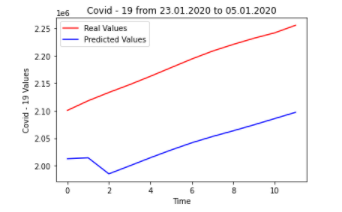 Covid - 19 from 23.01.2020 to 05.01.2020
1e6
Real Values
Predicted Values
2.25
2.20
2.15
2.10
2.05
2.00
Covid - 19 Values
0 2 4 6 8 10
Time